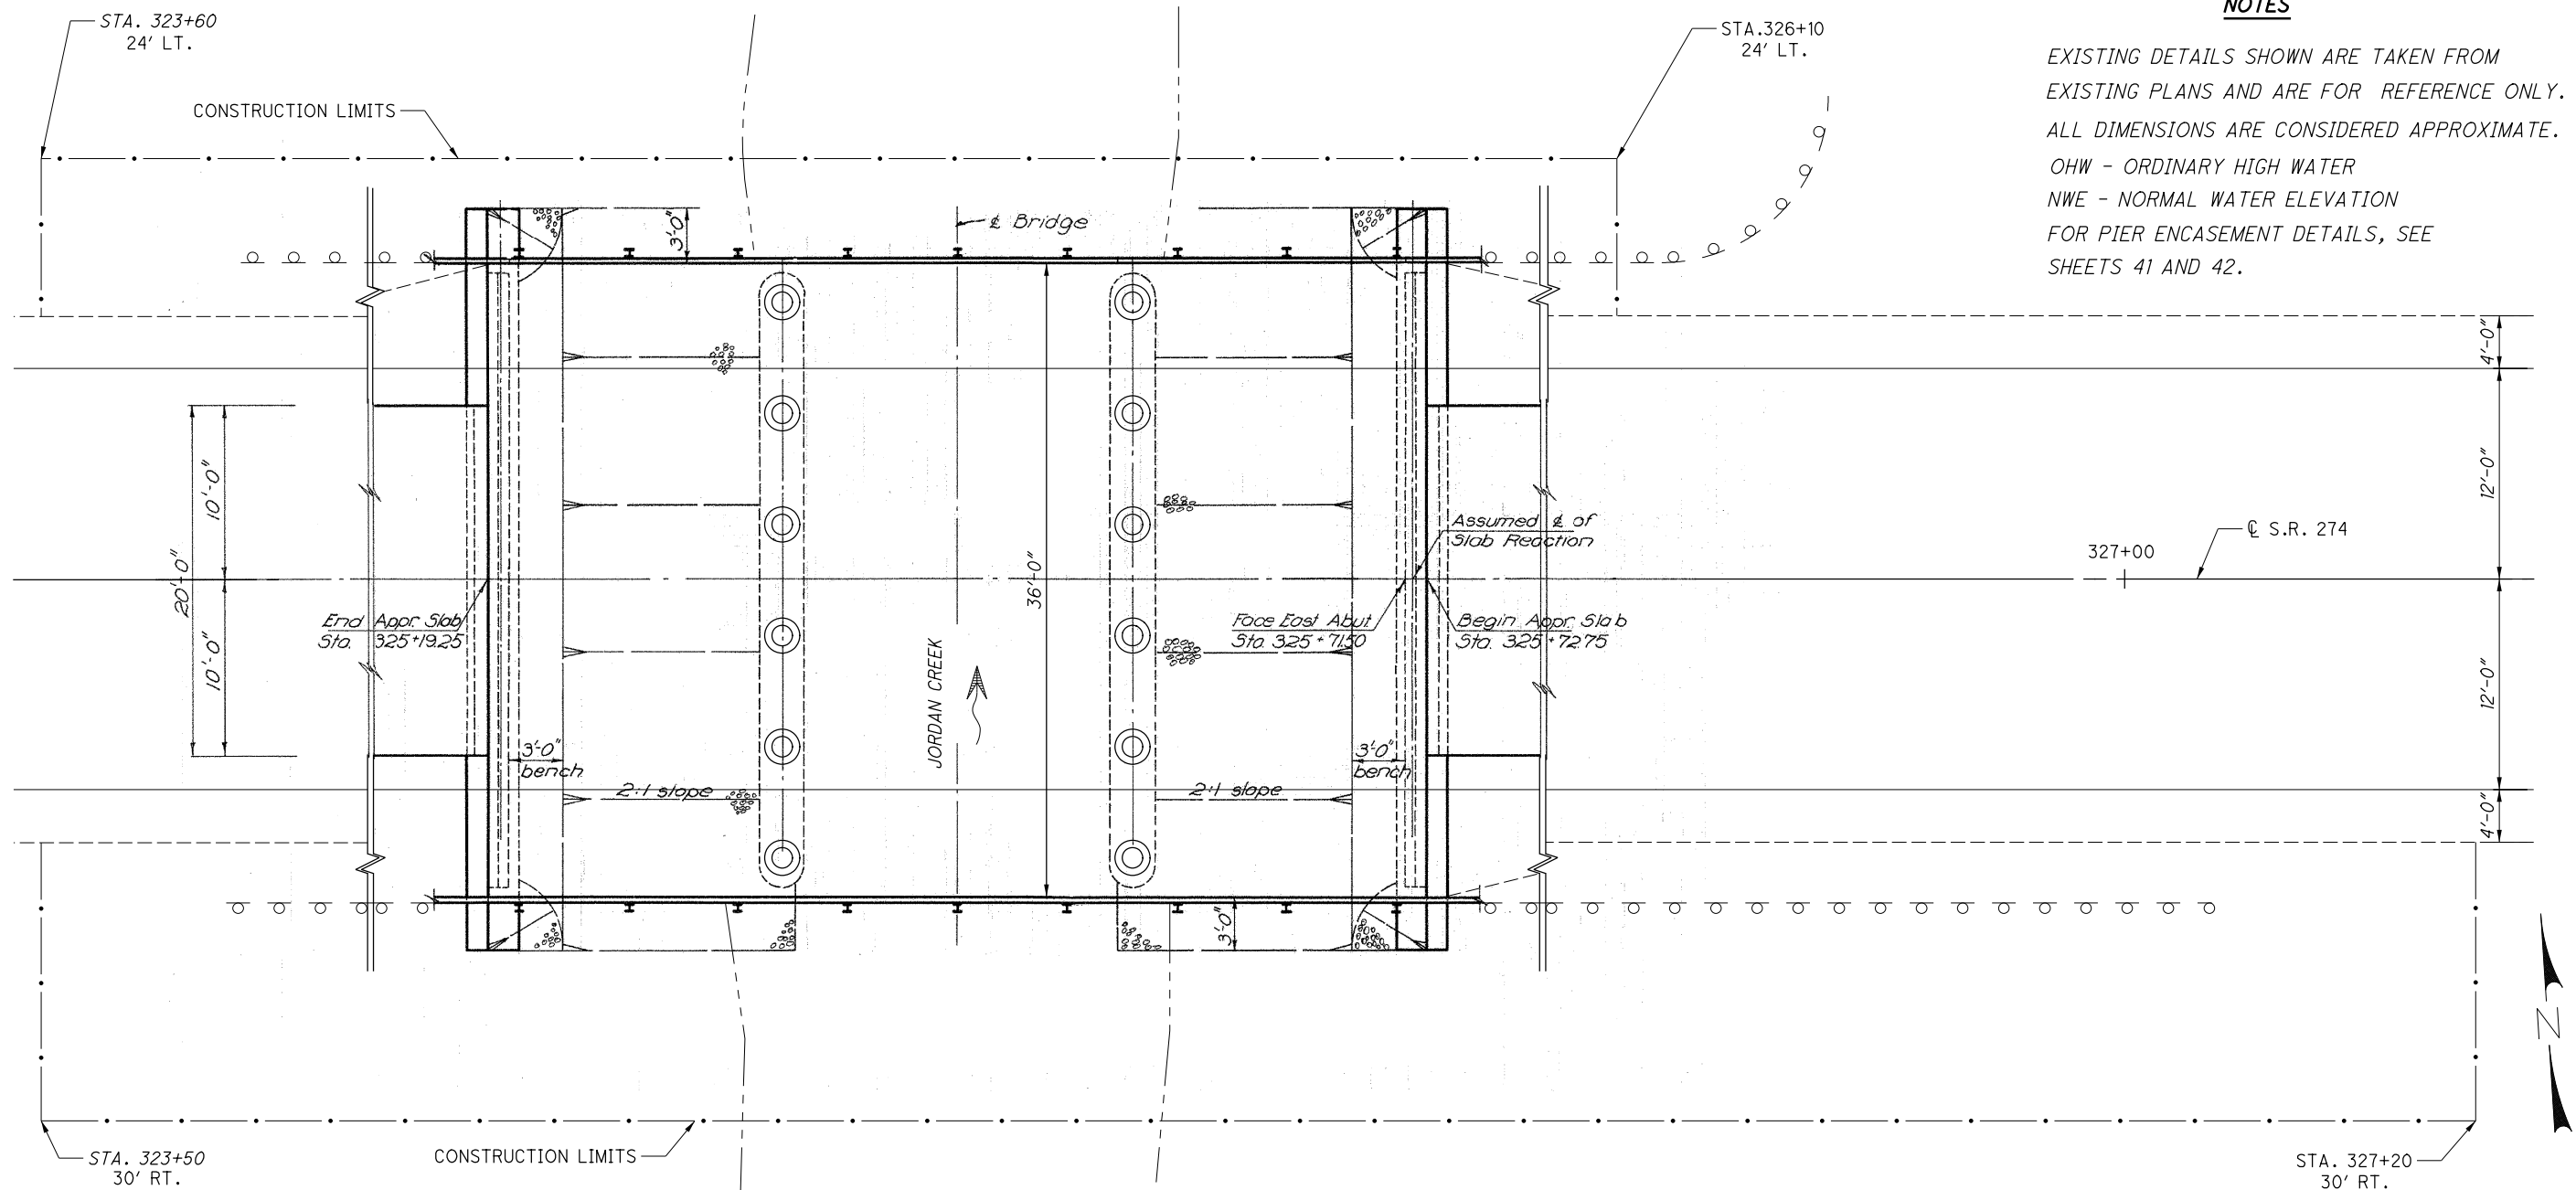 STA. 323+60
24' LT.
CONSTRUCTION LIMITS
STA.326+10
24' LT.
NOTES
EXISTING DETAILS SHOWN ARE TAKEN FROM
EXISTING PLANS AND ARE FOR REFERENCE ONLY.
ALL DIMENSIONS ARE CONSIDERED APPROXIMATE.
OHW - ORDINARY HIGH WATER
NWE - NORMAL WATER ELEVATION
FOR PIER ENCASEMENT DETAILS, SEE
SHEETS 41 AND 42.
3'-0"
℄ Bridge
4'-0"
12'-0"
10'-0"
20'-0"
10'-0"
36'-0"
Assumed ℄ of
Slab Reaction
327+00
℄ S.R. 274
End Appr. Slab
Sta. 325+19.25
Face East Abut
Sta. 325+71.50
Begin Appr. Slab
Sta. 325+72.75
JORDAN CREEK
12'-0"
3'-0"
bench
3'-0"
bench
2:1 slope
2:1 slope
4'-0"
3'-0"
N
STA. 323+50
30' RT.
CONSTRUCTION LIMITS
STA. 327+20
30' RT.